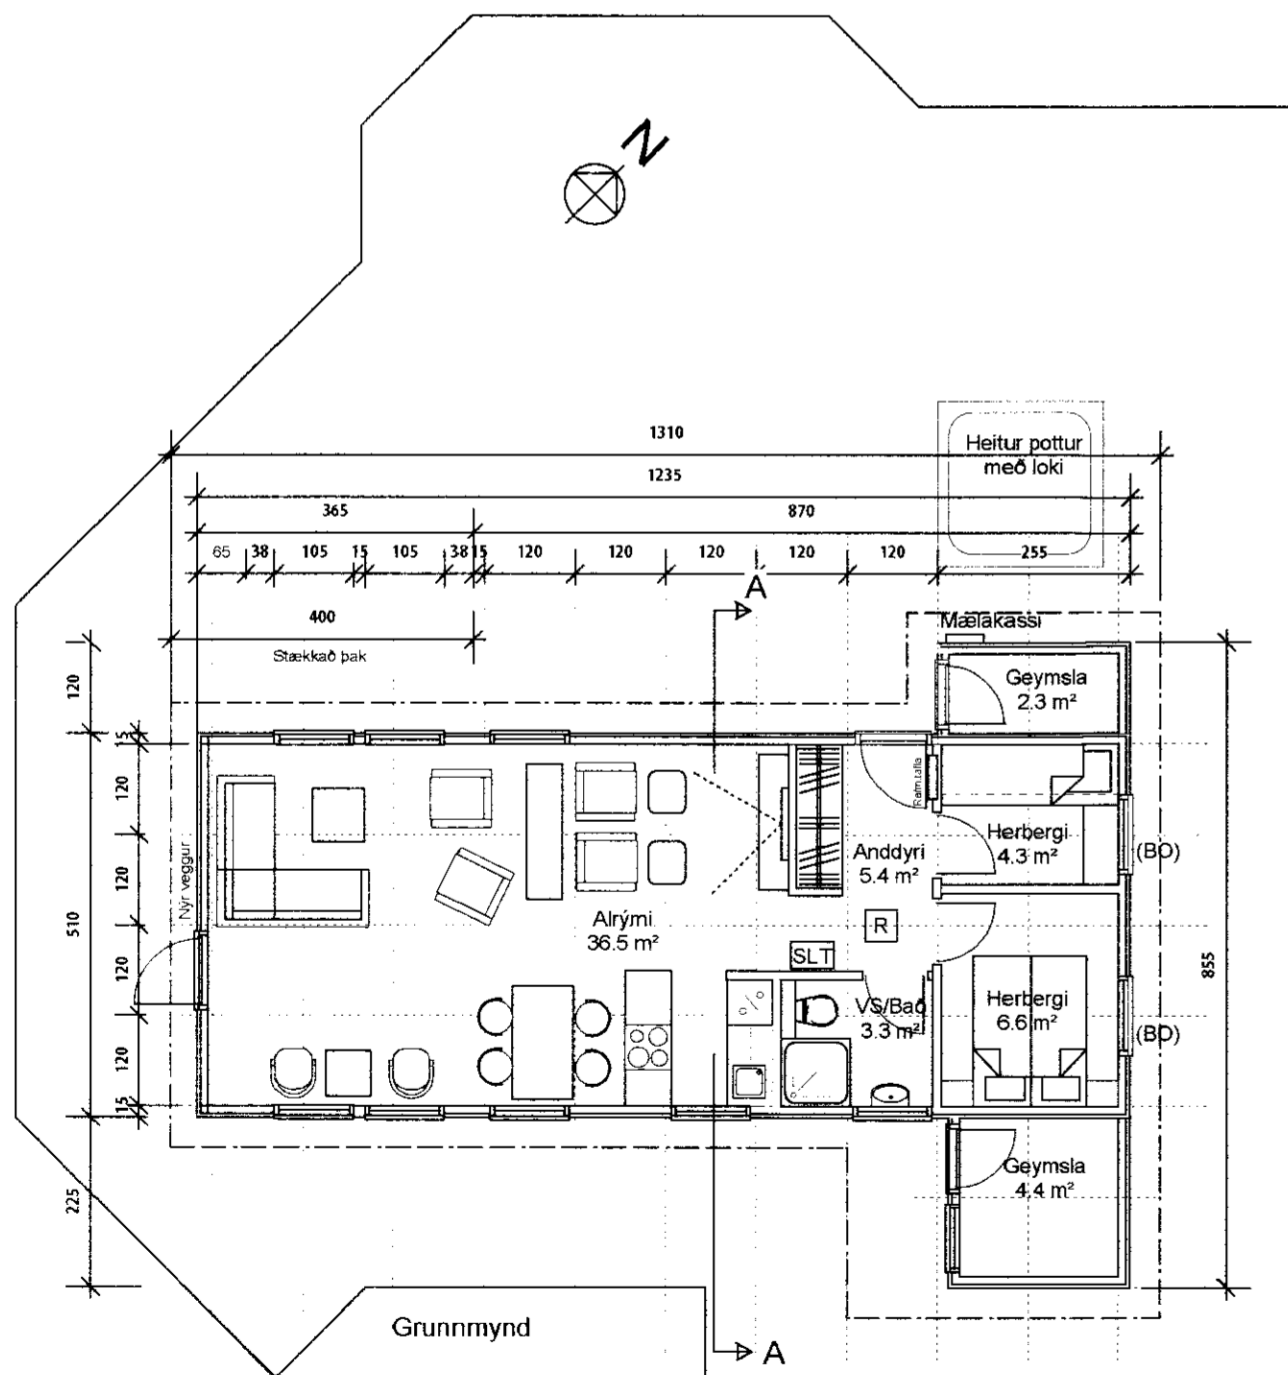 N
1310
Heitur pottur
með loki
1235
365
870
65
38
105
15
105
38
15
120
120
120
120
120
255
A
400
Stækkað þak
Mælakassi
120
Geymsla
2.3 m²
15
120
120
120
120
15
510
225
855
Nýr veggur
Rafm.tafla
Herbergi
4.3 m²
(BO)
Anddyri
5.4 m²
Alrými
36.5 m²
R
SLT
VS/Bað
3.3 m²
Herbergi
6.6 m²
(BO)
Geymsla
4.4 m²
Grunnmynd
A